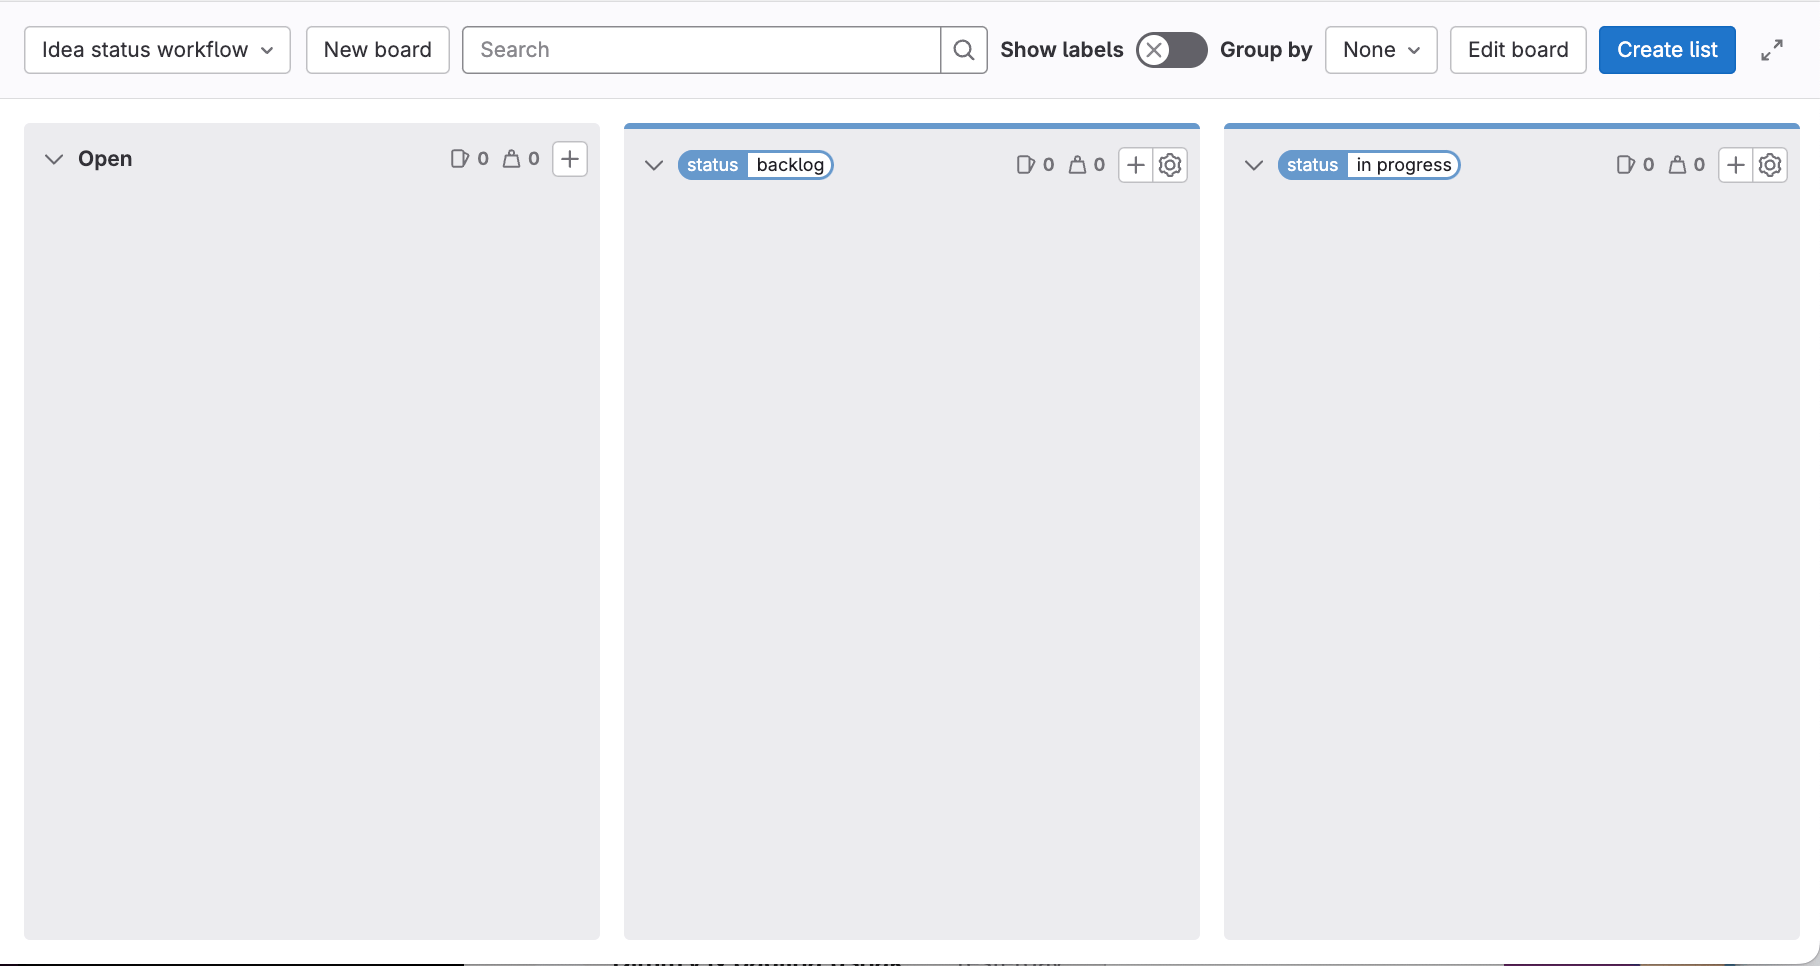 Idea status workflow
New board
Search
Show labels
Group by
None
Edit board
Create list
Open
0
0
status backlog
0
0
status in progress
0
0